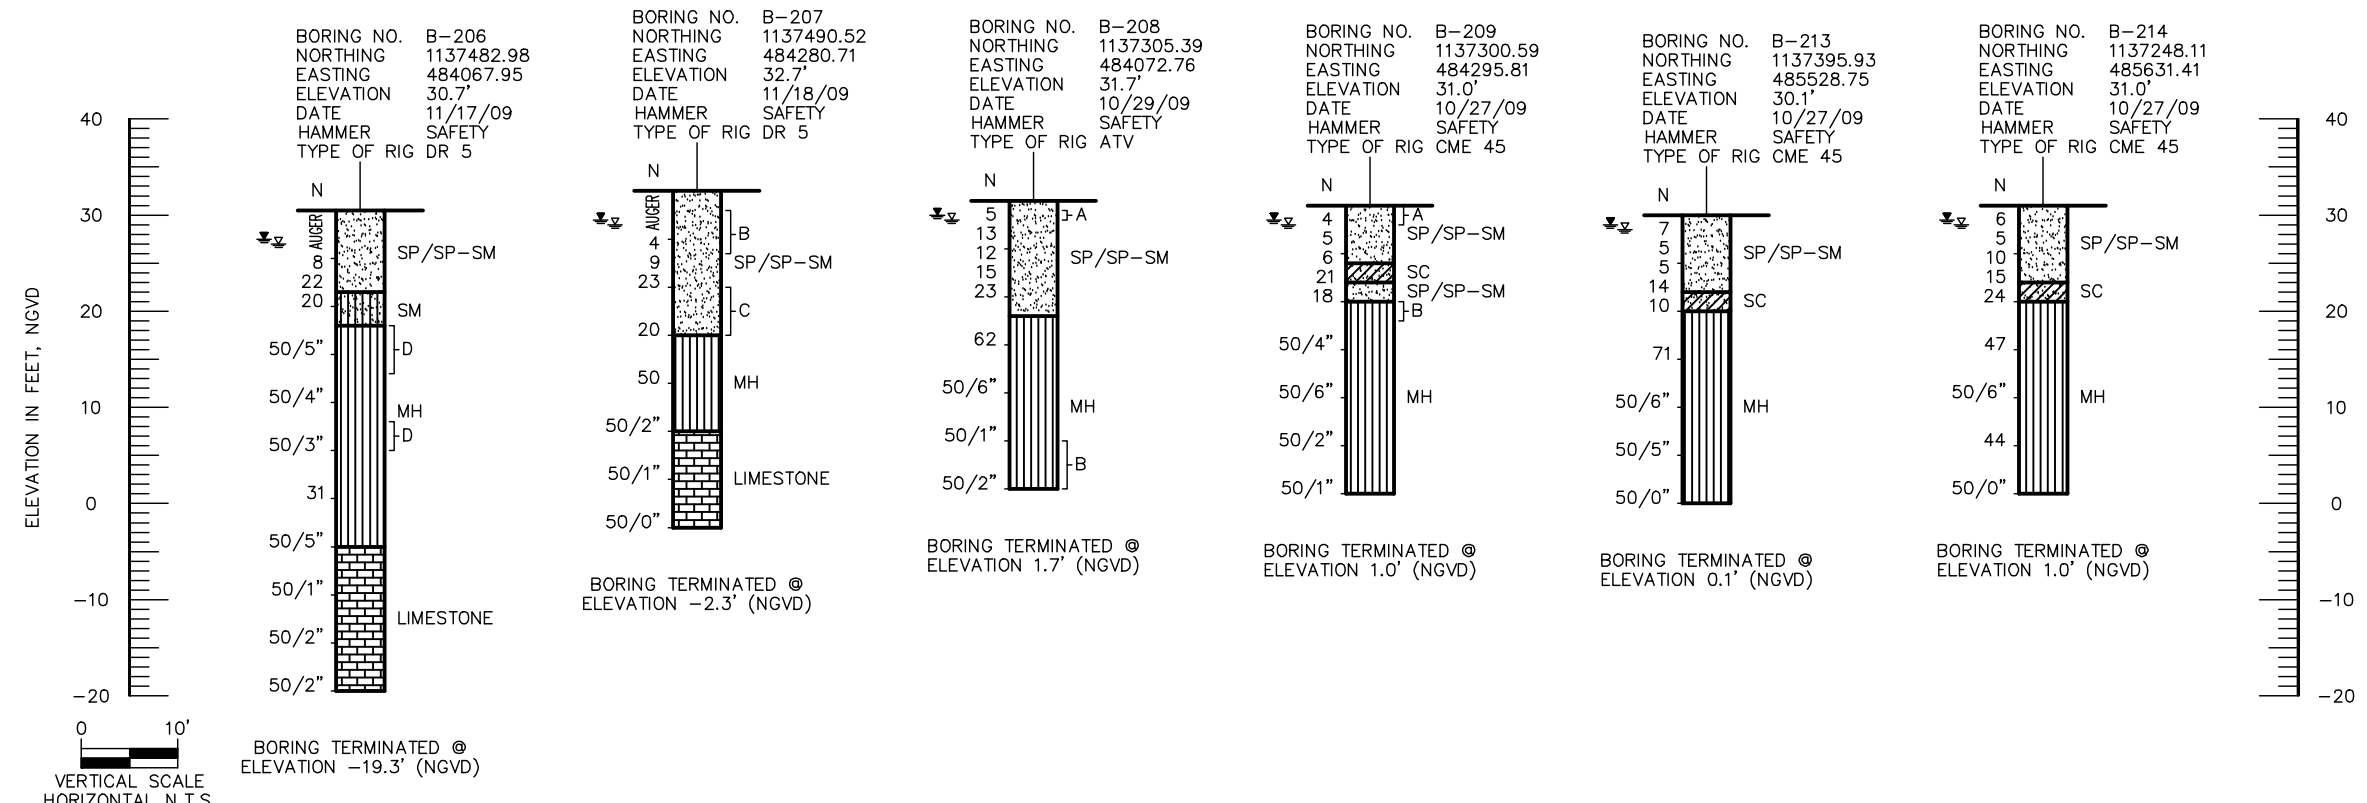 BORING NO. B-206
NORTHING 1137482.98
EASTING 484067.95
ELEVATION 30.7'
DATE 11/17/09
HAMMER SAFETY
TYPE OF RIG DR 5
N
AUGER
8
22
20
50/5"
50/4"
50/3"
31
50/5"
50/1"
50/2"
50/2"
SP/SP-SM
SM
D
MH
D
LIMESTONE
BORING TERMINATED @
ELEVATION -19.3' (NGVD)
BORING NO. B-207
NORTHING 1137490.52
EASTING 484280.71
ELEVATION 32.7'
DATE 11/18/09
HAMMER SAFETY
TYPE OF RIG DR 5
N
AUGER
4
9
23
20
50
50/2"
50/1"
50/0"
B
SP/SP-SM
C
MH
LIMESTONE
BORING TERMINATED @
ELEVATION -2.3' (NGVD)
BORING NO. B-208
NORTHING 1137305.39
EASTING 484072.76
ELEVATION 31.7'
DATE 10/29/09
HAMMER SAFETY
TYPE OF RIG ATV
N
5
13
12
15
23
62
50/6"
50/1"
50/2"
A
SP/SP-SM
MH
B
BORING TERMINATED @
ELEVATION 1.7' (NGVD)
BORING NO. B-209
NORTHING 1137300.59
EASTING 484295.81
ELEVATION 31.0'
DATE 10/27/09
HAMMER SAFETY
TYPE OF RIG CME 45
N
4
5
6
21
18
50/4"
50/6"
50/2"
50/1"
A
SP/SP-SM
SC
SP/SP-SM
B
MH
BORING TERMINATED @
ELEVATION 1.0' (NGVD)
BORING NO. B-213
NORTHING 1137395.93
EASTING 485528.75
ELEVATION 30.1'
DATE 10/27/09
HAMMER SAFETY
TYPE OF RIG CME 45
N
7
5
5
14
10
71
50/6"
50/5"
50/0"
SP/SP-SM
SC
MH
BORING TERMINATED @
ELEVATION 0.1' (NGVD)
BORING NO. B-214
NORTHING 1137248.11
EASTING 485631.41
ELEVATION 31.0'
DATE 10/27/09
HAMMER SAFETY
TYPE OF RIG CME 45
N
6
5
10
15
24
47
50/6"
44
50/0"
SP/SP-SM
SC
MH
BORING TERMINATED @
ELEVATION 1.0' (NGVD)
ELEVATION IN FEET, NGVD
40
30
20
10
0
-10
-20
40
30
20
10
0
-10
-20
0 10'
VERTICAL SCALE
HORIZONTAL N.T.S.